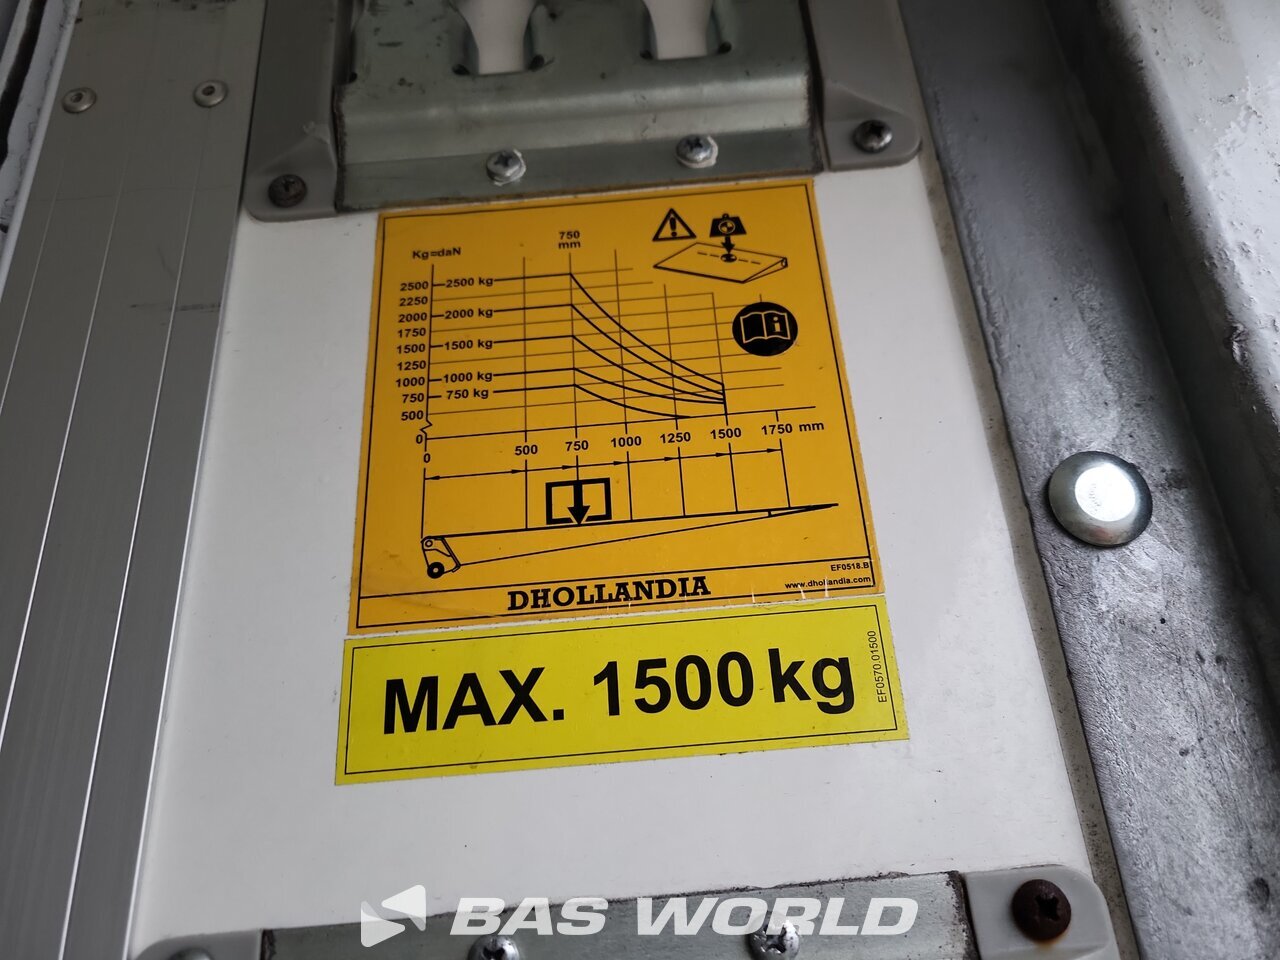 Kg=daN
750
mm
2500
2250
2000
1750
1500
1250
1000
750
500
0
2500 kg
2000 kg
1500 kg
1000 kg
750 kg
0
500
750
1000
1250
1500
1750 mm
i
EF0518.B
DHOLLANDIA
www.dhollandia.com
MAX. 1500 kg
EF0570.01500
BAS WORLD